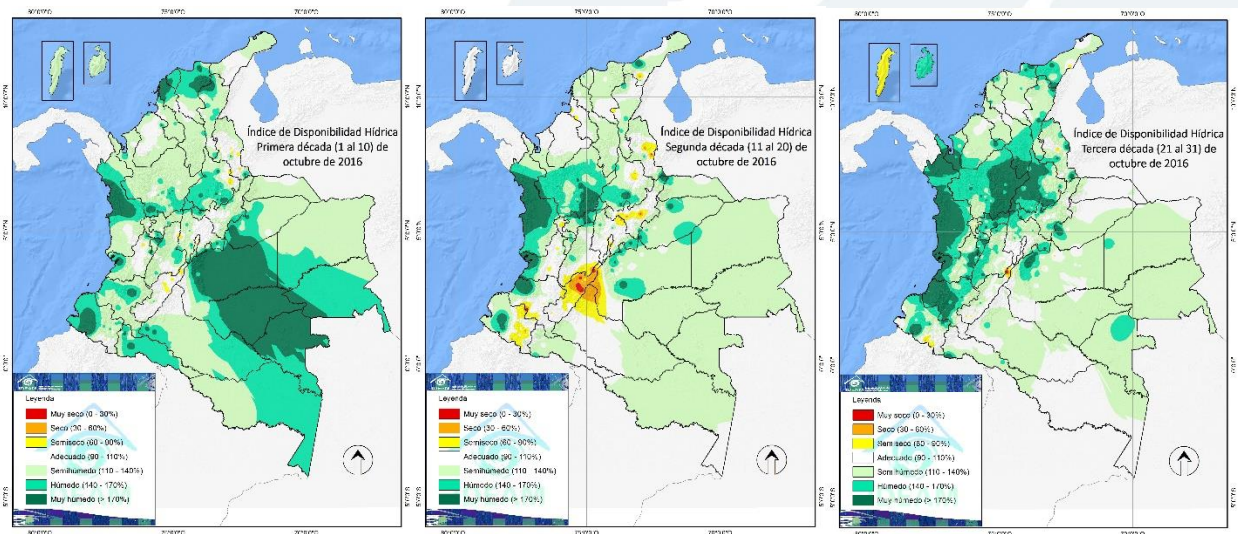 Índice de Disponibilidad Hídrica
Primera década (1 al 10) de
octubre de 2016
Leyenda
Muy seco (0 - 30%)
Seco (30 - 60%)
Semiseco (60 - 90%)
Adecuado (90 - 110%)
Semihúmedo (110 - 140%)
Húmedo (140 - 170%)
Muy húmedo (> 170%)
Índice de Disponibilidad Hídrica
Segunda década (11 al 20) de
octubre de 2016
Leyenda
Muy seco (0 - 30%)
Seco (30 - 60%)
Semiseco (60 - 90%)
Adecuado (90 - 110%)
Semihúmedo (110 - 140%)
Húmedo (140 - 170%)
Muy húmedo (> 170%)
Índice de Disponibilidad Hídrica
Tercera década (21 al 31) de
octubre de 2016
Leyenda
Muy seco (0 - 30%)
Seco (30 - 60%)
Semiseco (60 - 90%)
Adecuado (90 - 110%)
Semihúmedo (110 - 140%)
Húmedo (140 - 170%)
Muy húmedo (> 170%)